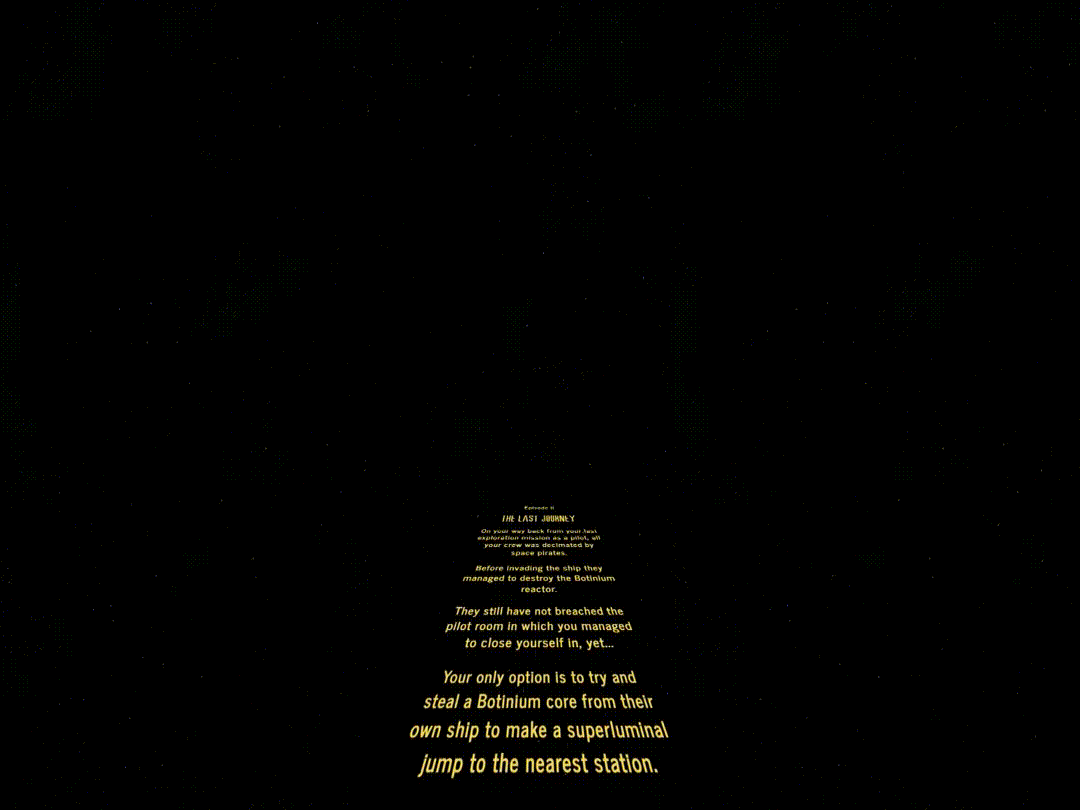 Episode II
THE LAST JOURNEY
On your way back from your last
exploration mission as a pilot, all
your crew was decimated by
space pirates.
Before invading the ship they
managed to destroy the Botinium
reactor.
They still have not breached the
pilot room in which you managed
to close yourself in, yet...
Your only option is to try and
steal a Botinium core from their
own ship to make a superluminal
jump to the nearest station.